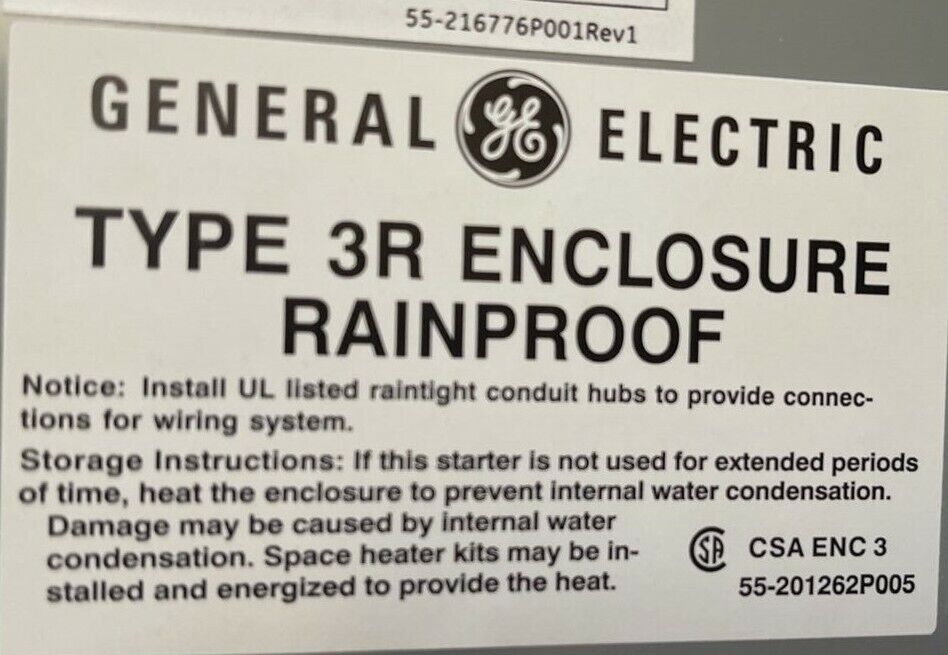 55-216776P001Rev1
GENERAL GE ELECTRIC
TYPE 3R ENCLOSURE
RAINPROOF
Notice: Install UL listed raintight conduit hubs to provide connec-
tions for wiring system.
Storage Instructions: If this starter is not used for extended periods
of time, heat the enclosure to prevent internal water condensation.
Damage may be caused by internal water
condensation. Space heater kits may be in-
stalled and energized to provide the heat.
SA CSA ENC 3
55-201262P005